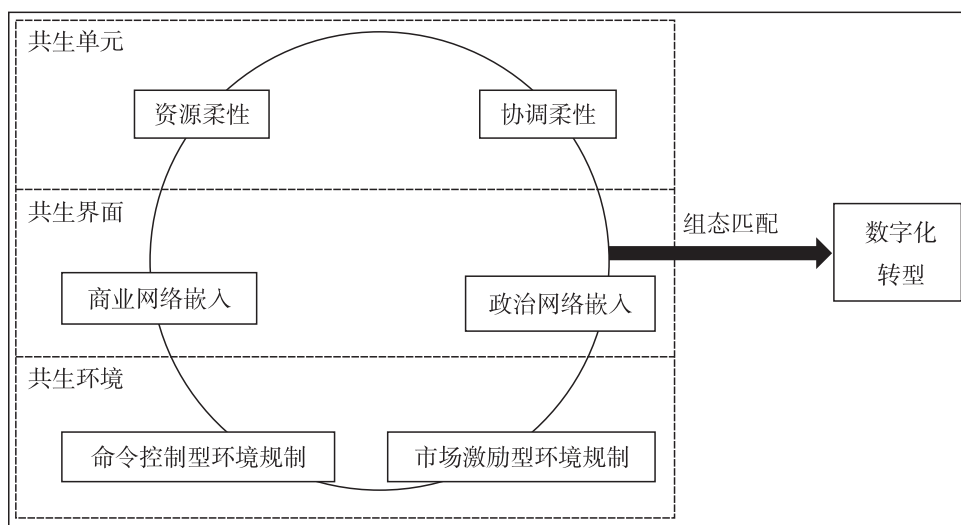 共生单元
资源柔性
协调柔性
共生界面
商业网络嵌入
政治网络嵌入
组态匹配
数字化
转型
共生环境
命令控制型环境规制
市场激励型环境规制